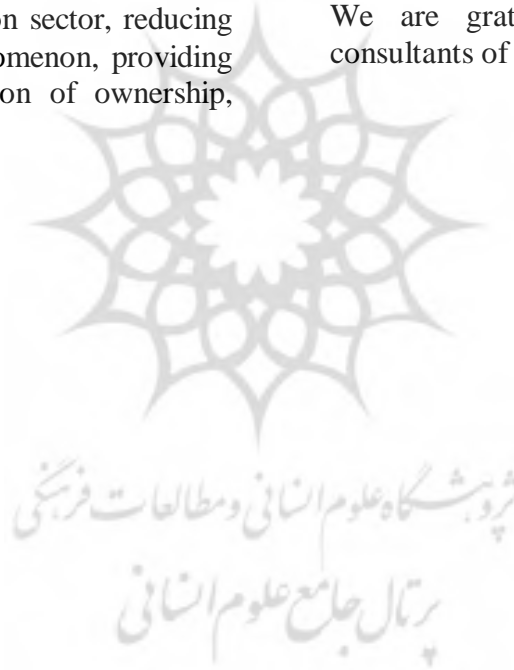 on sector, reducing
omenon, providing
on of ownership,
We are grat
consultants of
پژوهشگاه علوم انسانی و مطالعات فرهنگی
پرتال جامع علوم انسانی